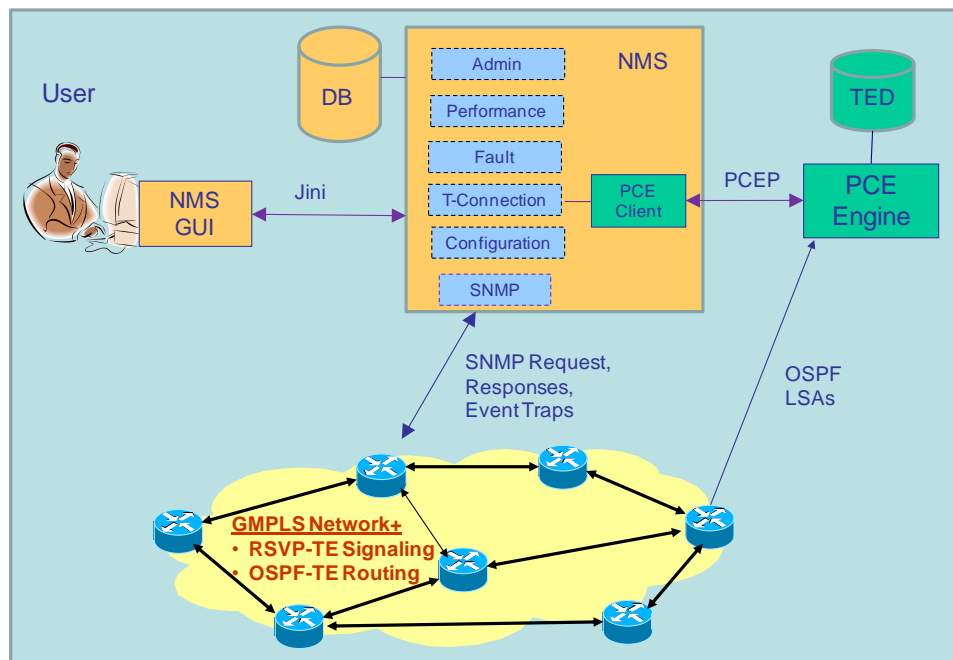 User
DB
NMS
Admin
Performance
Fault
T-Connection
Configuration
SNMP
PCE
Client
TED
PCE
Engine
PCEP
NMS
GUI
Jini
SNMP Request,
Responses,
Event Traps
OSPF
LSAs
GMPLS Network+
• RSVP-TE Signaling
• OSPF-TE Routing